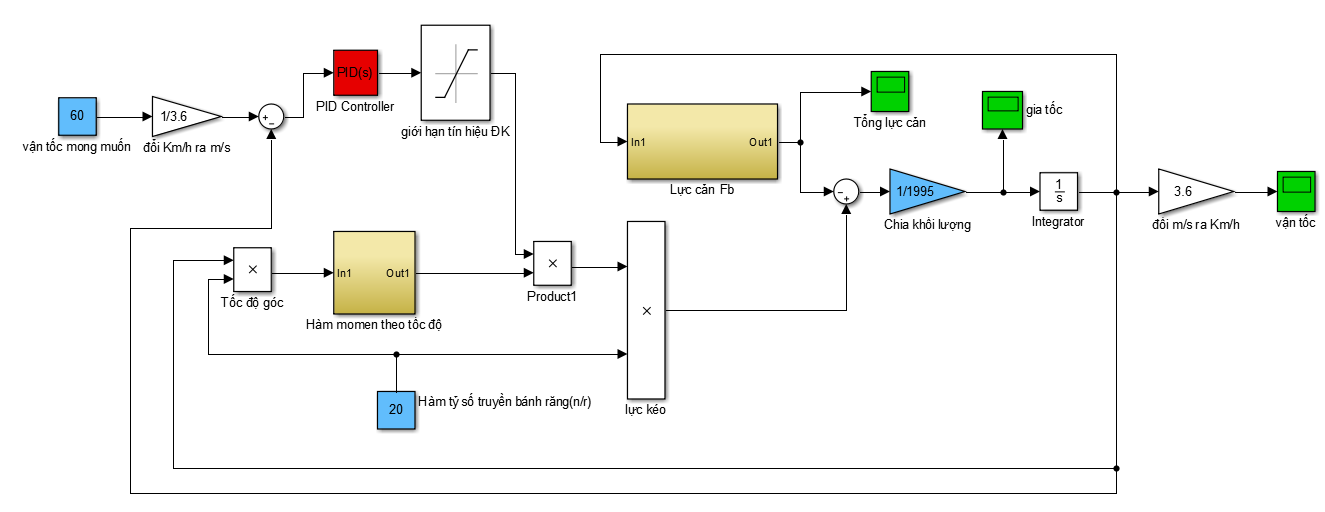 60
vận tốc mong muốn
1/3.6
đổi Km/h ra m/s
PID(s)
PID Controller
giới hạn tín hiệu ĐK
In1
Out1
Lực cản Fb
Tổng lực cản
gia tốc
1/1995
Chia khối lượng
1
s
Integrator
3.6
đổi m/s ra Km/h
vận tốc
×
Tốc độ góc
In1
Out1
Hàm momen theo tốc độ
×
Product1
×
lực kéo
20
Hàm tỷ số truyền bánh răng(n/r)